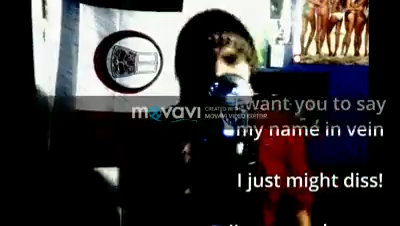 I want you to say
my name in vein
movavi
CREATED WITH
MOVAVI VIDEO EDITOR
I just might diss!